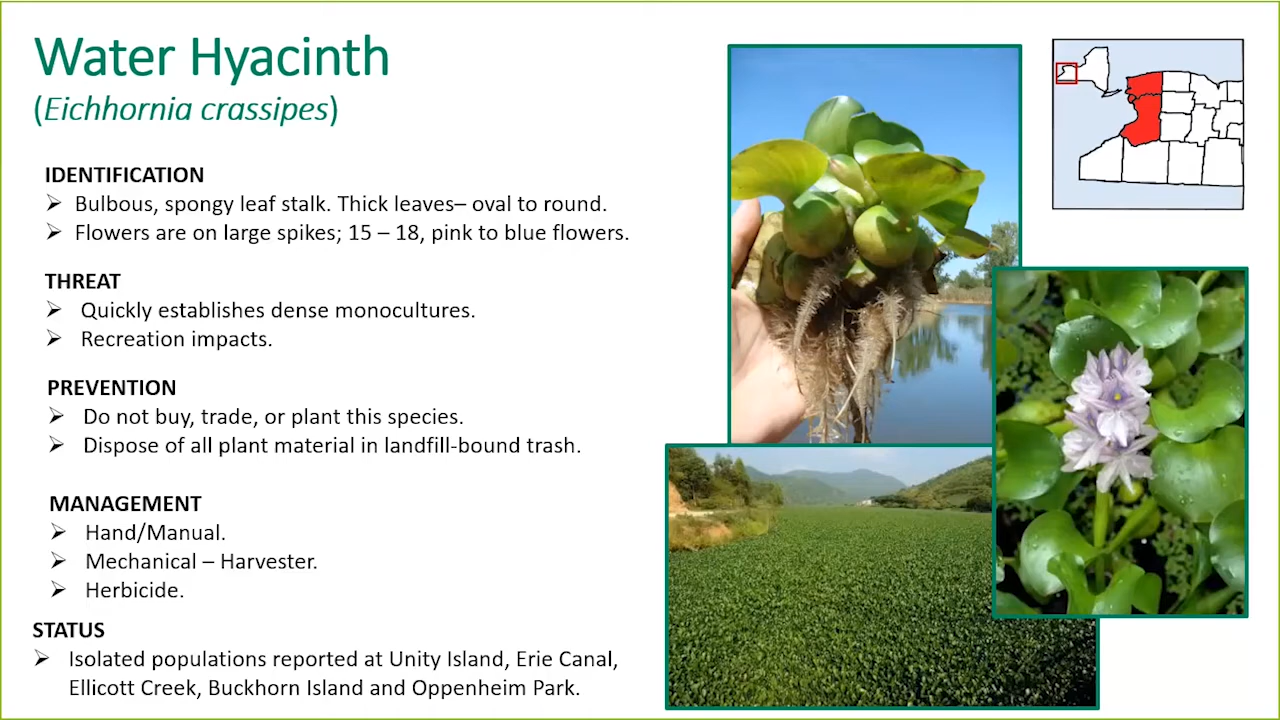 Water Hyacinth
(Eichhornia crassipes)
IDENTIFICATION
➢ Bulbous, spongy leaf stalk. Thick leaves– oval to round.
➢ Flowers are on large spikes; 15 – 18, pink to blue flowers.
THREAT
➢ Quickly establishes dense monocultures.
➢ Recreation impacts.
PREVENTION
➢ Do not buy, trade, or plant this species.
➢ Dispose of all plant material in landfill-bound trash.
MANAGEMENT
➢ Hand/Manual.
➢ Mechanical – Harvester.
➢ Herbicide.
STATUS
➢ Isolated populations reported at Unity Island, Erie Canal,
Ellicott Creek, Buckhorn Island and Oppenheim Park.